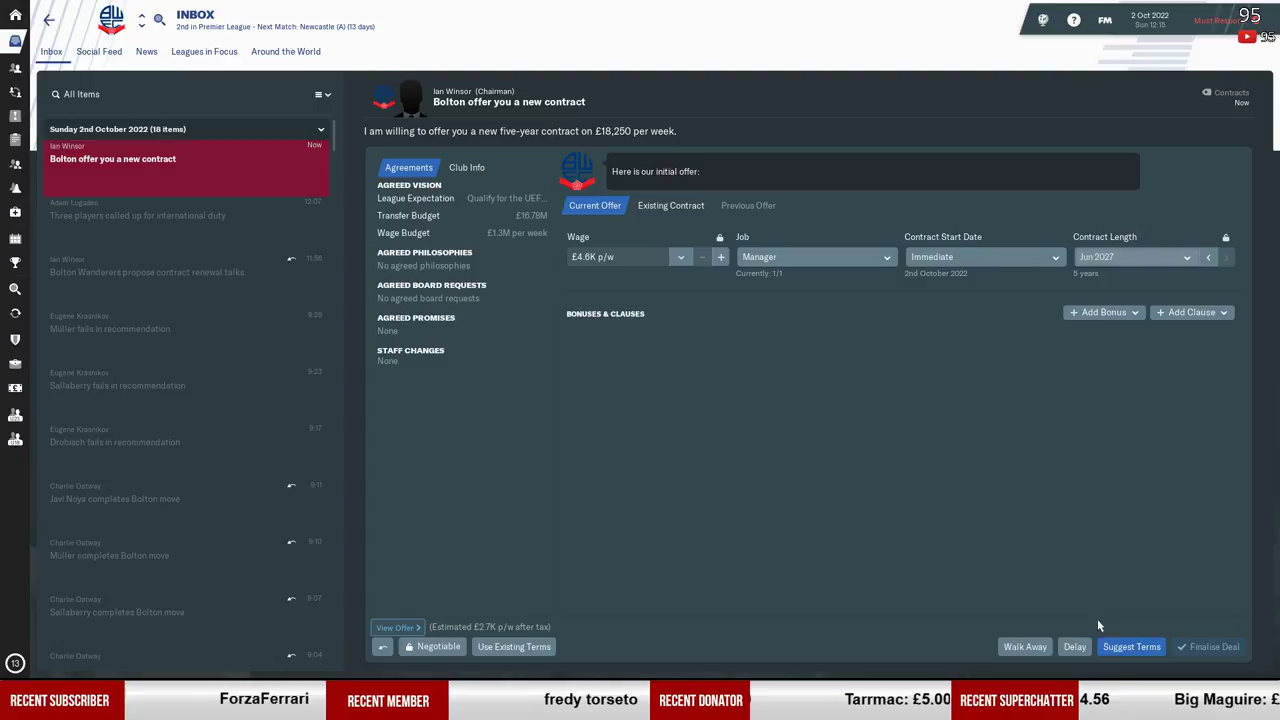 INBOX
2nd in Premier League - Next Match: Newcastle (A) (13 days)
FM
2 Oct 2022
Sun 12:15
95
95
Inbox
Social Feed
News
Leagues in Focus
Around the World
All Items
Sunday 2nd October 2022 (18 items)
Ian Winsor
Now
Bolton offer you a new contract
12:07
Three players called up for international duty
Ian Winsor
11:56
Bolton Wanderers propose contract renewal talks
Eugene Krasnikov
9:28
Müller fails in recommendation
Eugene Krasnikov
9:23
Sallaberry fails in recommendation
Eugene Krasnikov
9:17
Drobisch fails in recommendation
Charlie Oatway
9:11
Javi Noya completes Bolton move
Charlie Oatway
9:10
Müller completes Bolton move
Charlie Oatway
9:07
Sallaberry completes Bolton move
Charlie Oatway
9:04
13
Ian Winsor (Chairman)
Bolton offer you a new contract
Contracts
Now
I am willing to offer you a new five-year contract on £18,250 per week.
Agreements
Club Info
AGREED VISION
League Expectation
Qualify for the UEF...
Transfer Budget
£16.78M
Wage Budget
£1.3M per week
AGREED PHILOSOPHIES
No agreed philosophies
AGREED BOARD REQUESTS
No agreed board requests
AGREED PROMISES
None
STAFF CHANGES
None
Here is our initial offer:
Current Offer
Existing Contract
Previous Offer
Wage
Job
Contract Start Date
Contract Length
£4.6K p/w
Manager
Immediate
Jun 2027
Currently: 1/1
2nd October 2022
5 years
BONUSES & CLAUSES
+ Add Bonus
+ Add Clause
View Offer >
(Estimated £2.7K p/w after tax)
Negotiable
Use Existing Terms
Walk Away
Delay
Suggest Terms
Finalise Deal
RECENT SUBSCRIBER
ForzaFerrari
RECENT MEMBER
fredy torseto
RECENT DONATOR
Tarrmac: £5.00
RECENT SUPERCHATTER
4.56
Big Maguire: £